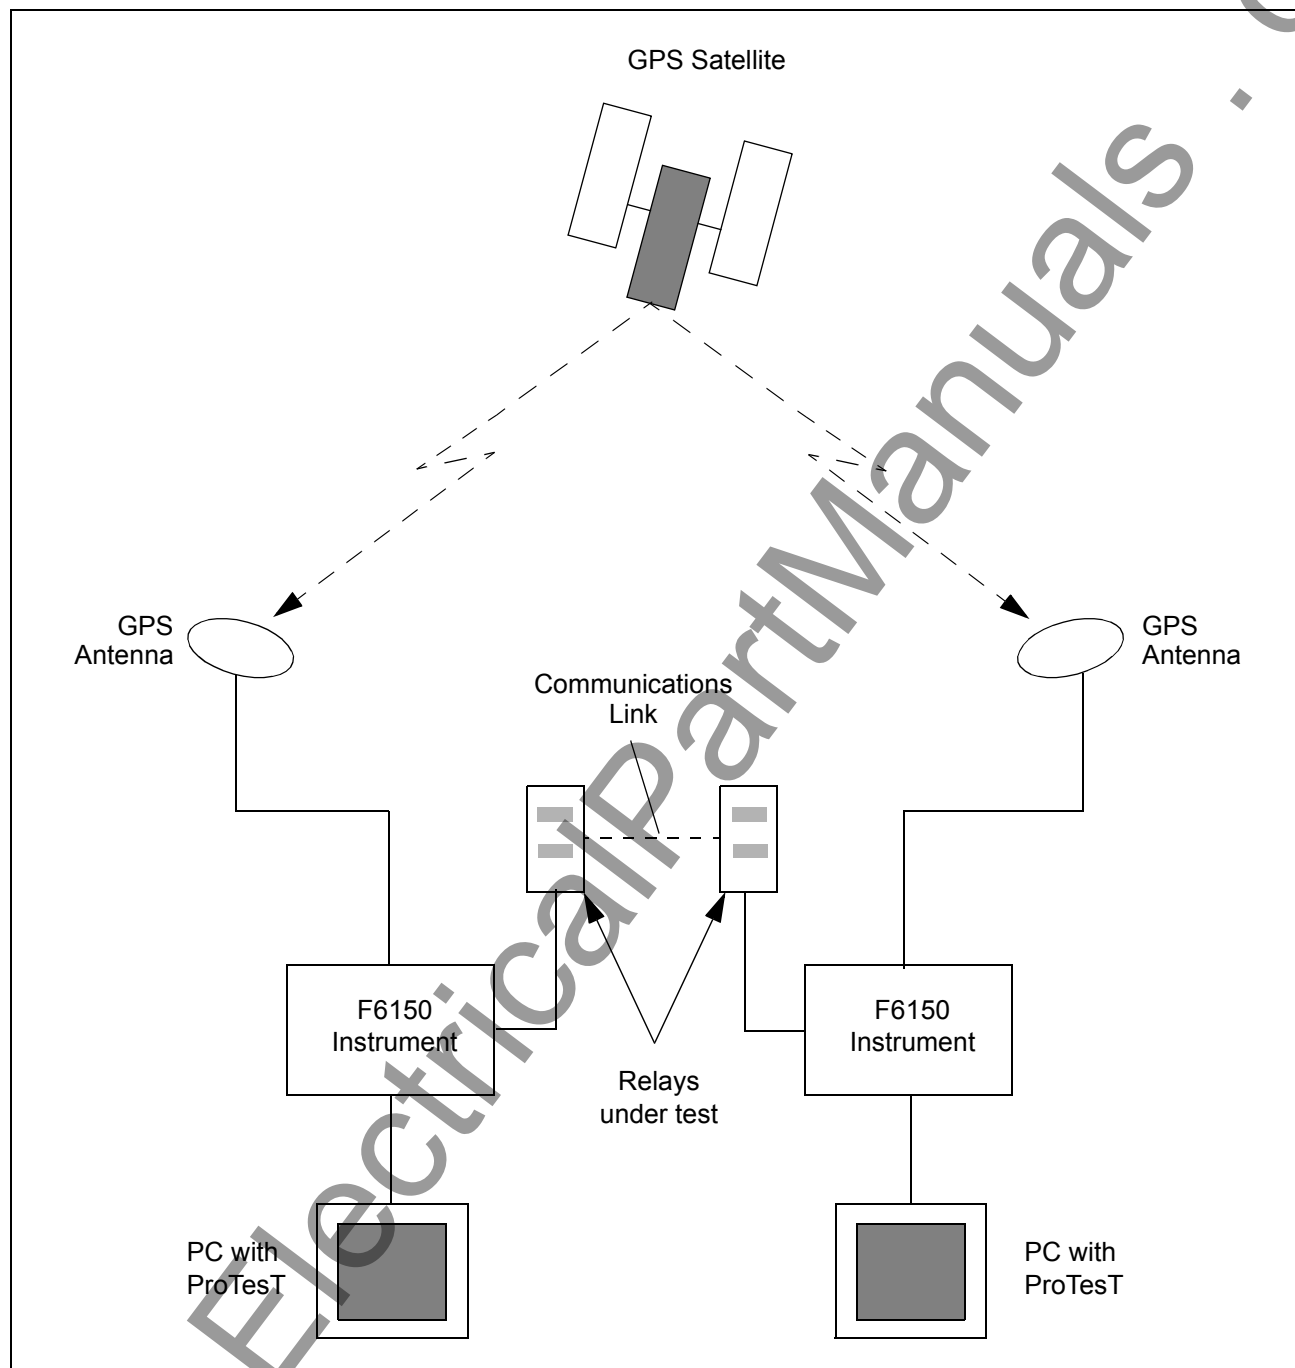 GPS Satellite
GPS
Antenna
GPS
Antenna
Communications
Link
F6150
Instrument
F6150
Instrument
Relays
under test
PC with
ProTesT
PC with
ProTesT
ElectricalPartManuals .